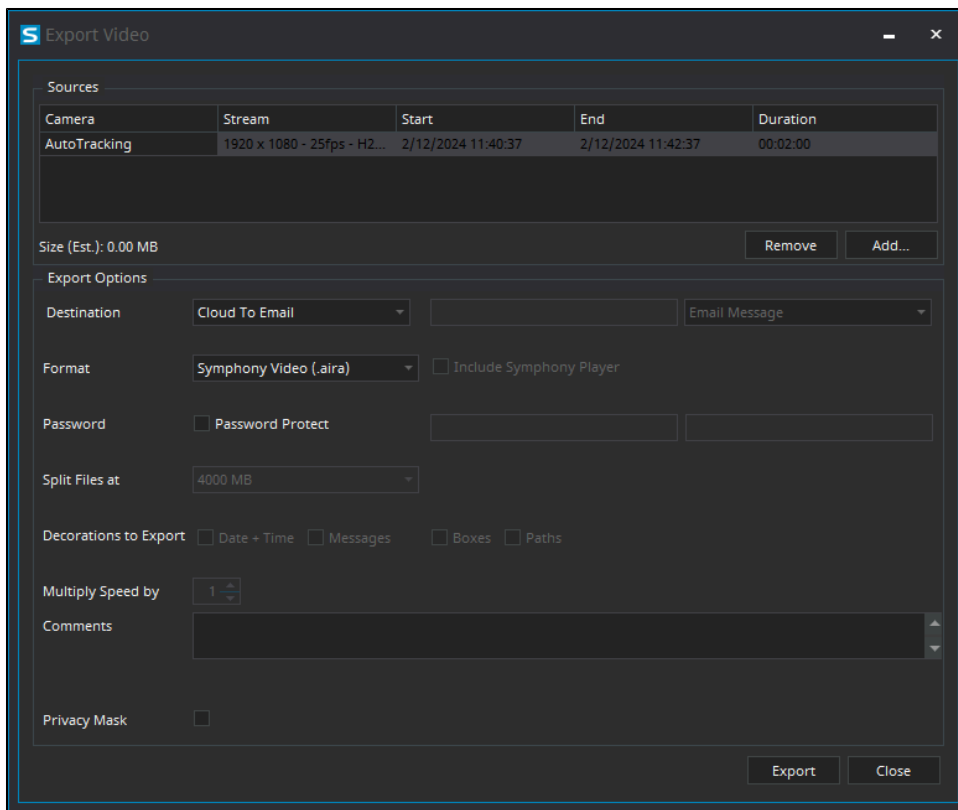 S Export Video
Sources
Camera Stream Start End Duration
AutoTracking 1920 x 1080 - 25fps - H2... 2/12/2024 11:40:37 2/12/2024 11:42:37 00:02:00
Size (Est.): 0.00 MB Remove Add...
Export Options
Destination Cloud To Email Email Message
Format Symphony Video (.aira) Include Symphony Player
Password Password Protect
Split Files at 4000 MB
Decorations to Export Date + Time Messages Boxes Paths
Multiply Speed by 1
Comments
Privacy Mask
Export Close